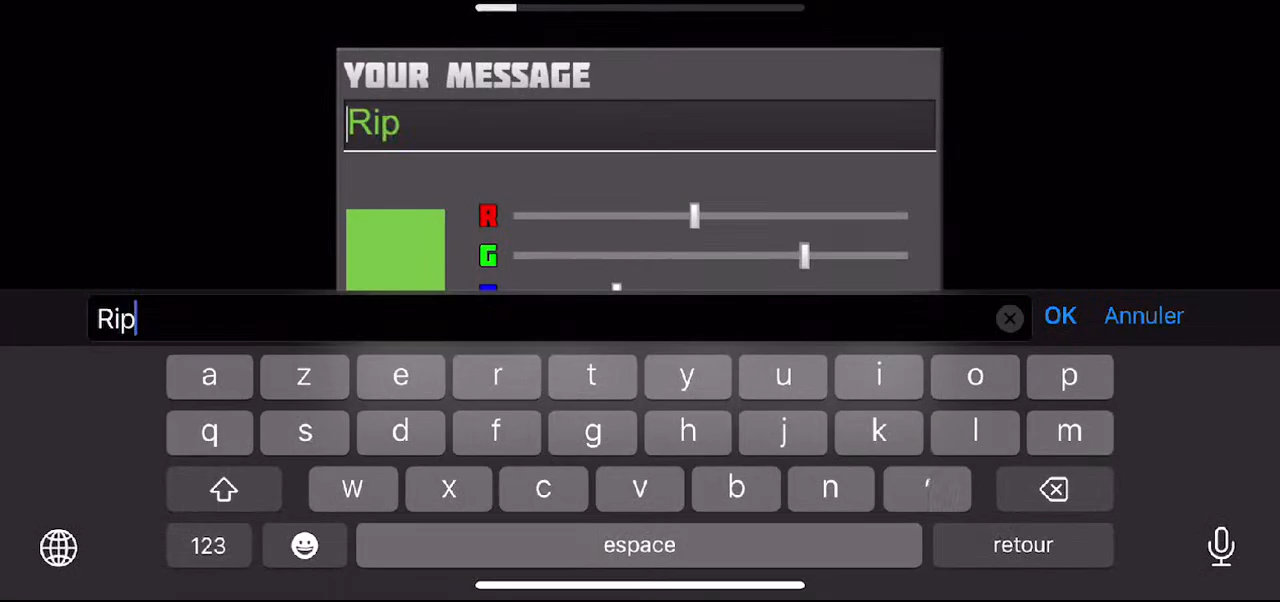 YOUR MESSAGE
Rip
R
G
Rip OK Annuler
a z e r t y u i o p
q s d f g h j k l m
w x c v b n ‘
123 espace retour